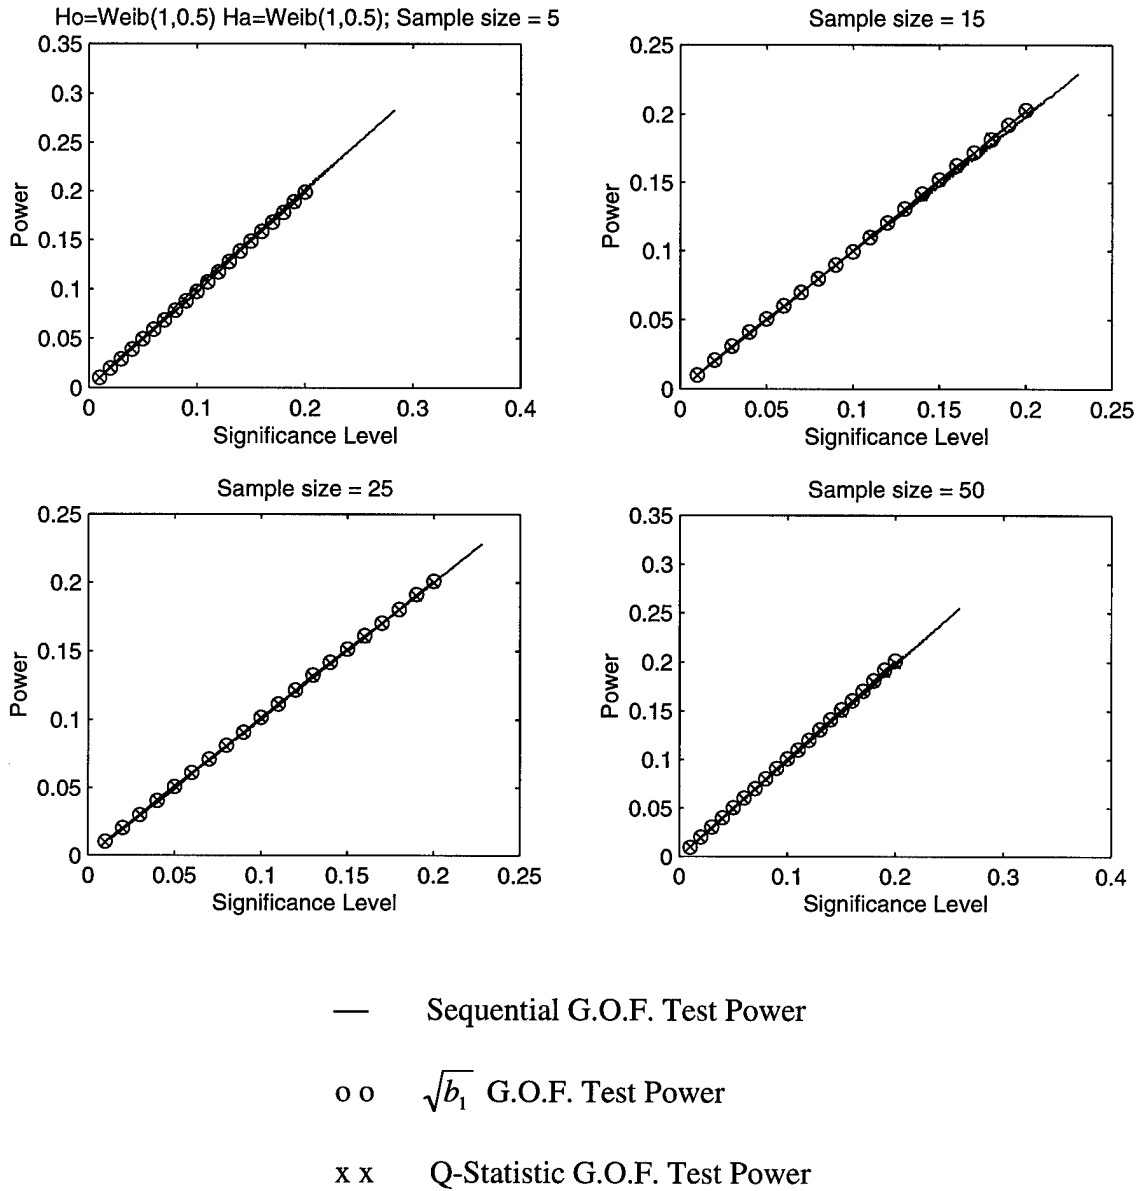 Ho=Weib(1,0.5) Ha=Weib(1,0.5); Sample size = 5
0.35
0.3
0.25
0.2
0.15
0.1
0.05
0
Power
0 0.1 0.2 0.3 0.4
Significance Level
Sample size = 15
0.25
0.2
0.15
0.1
0.05
0
Power
0 0.05 0.1 0.15 0.2 0.25
Significance Level
Sample size = 25
0.25
0.2
0.15
0.1
0.05
0
Power
0 0.05 0.1 0.15 0.2 0.25
Significance Level
Sample size = 50
0.35
0.3
0.25
0.2
0.15
0.1
0.05
0
Power
0 0.1 0.2 0.3 0.4
Significance Level
— Sequential G.O.F. Test Power
o o √b₁ G.O.F. Test Power
x x Q-Statistic G.O.F. Test Power